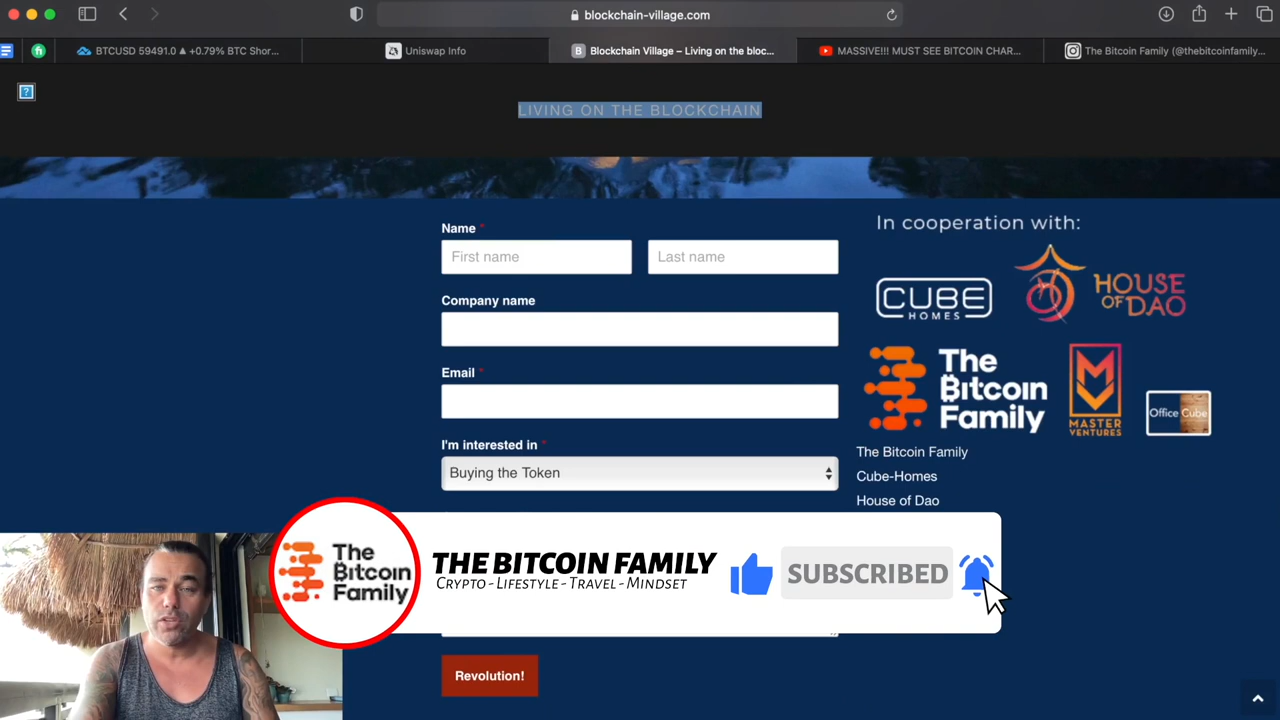 blockchain-village.com
BTCUSD 59491.0 ▲ +0.79% BTC Shor...
Uniswap Info
B Blockchain Village – Living on the bloc...
MASSIVE!!! MUST SEE BITCOIN CHAR...
The Bitcoin Family (@thebitcoinfamily...
?
LIVING ON THE BLOCKCHAIN
Name *
First name
Last name
Company name
Email *
I'm interested in *
Buying the Token
In cooperation with:
CUBE
HOMES
HOUSE
OF DAO
The
Bitcoin
Family
MASTER
VENTURES
Office Cube
The Bitcoin Family
Cube-Homes
House of Dao
The
Bitcoin
Family
THE BITCOIN FAMILY
CRYPTO - LIFESTYLE - TRAVEL - MINDSET
SUBSCRIBED
Revolution!